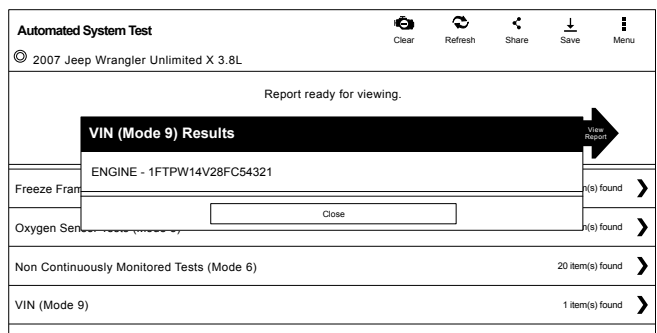 Automated System Test
Clear
Refresh
Share
Save
Menu
2007 Jeep Wrangler Unlimited X 3.8L
Report ready for viewing.
VIN (Mode 9) Results
View
Report
ENGINE - 1FTPW14V28FC54321
Freeze Fram
m(s) found
Close
Oxygen Sen
m(s) found
Non Continuously Monitored Tests (Mode 6)
20 item(s) found
VIN (Mode 9)
1 item(s) found